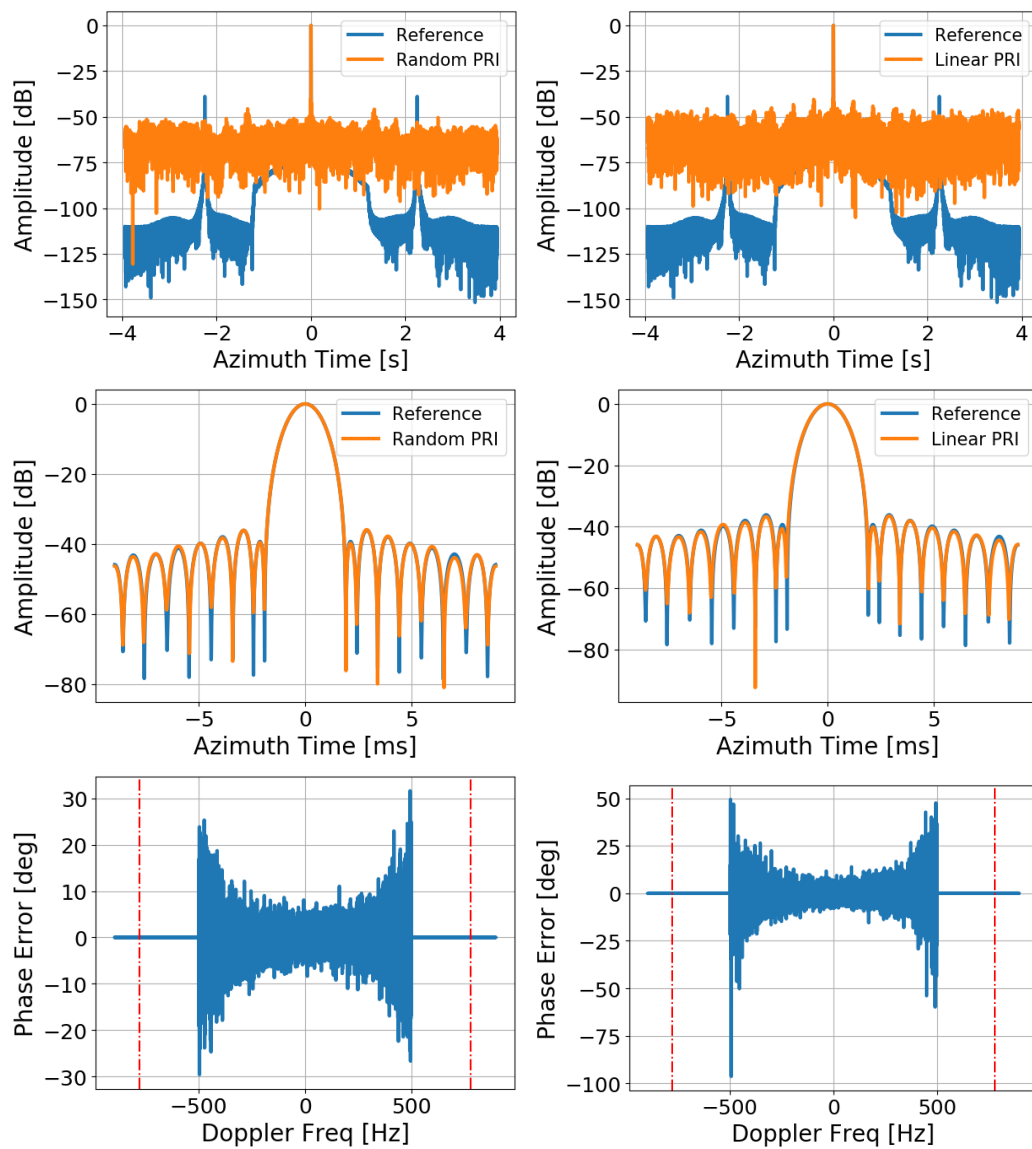 Reference
Random PRI
0
−25
−50
−75
−100
−125
−150
Amplitude [dB]
−4 −2 0 2 4
Azimuth Time [s]
Reference
Linear PRI
0
−25
−50
−75
−100
−125
−150
Amplitude [dB]
−4 −2 0 2 4
Azimuth Time [s]
Reference
Random PRI
0
−20
−40
−60
−80
Amplitude [dB]
−5 0 5
Azimuth Time [ms]
Reference
Linear PRI
0
−20
−40
−60
−80
Amplitude [dB]
−5 0 5
Azimuth Time [ms]
30
20
10
0
−10
−20
−30
Phase Error [deg]
−500 0 500
Doppler Freq [Hz]
50
25
0
−25
−50
−75
−100
Phase Error [deg]
−500 0 500
Doppler Freq [Hz]